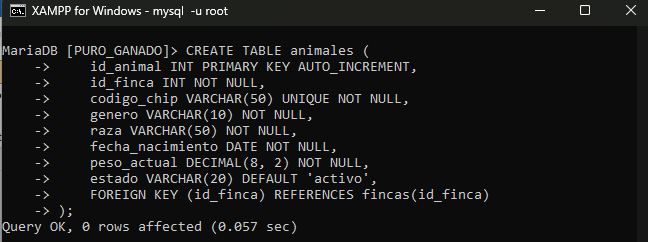 XAMPP for Windows - mysql -u root
MariaDB [PURO_GANADO]> CREATE TABLE animales (
    ->     id_animal INT PRIMARY KEY AUTO_INCREMENT,
    ->     id_finca INT NOT NULL,
    ->     codigo_chip VARCHAR(50) UNIQUE NOT NULL,
    ->     genero VARCHAR(10) NOT NULL,
    ->     raza VARCHAR(50) NOT NULL,
    ->     fecha_nacimiento DATE NOT NULL,
    ->     peso_actual DECIMAL(8, 2) NOT NULL,
    ->     estado VARCHAR(20) DEFAULT 'activo',
    ->     FOREIGN KEY (id_finca) REFERENCES fincas(id_finca)
    -> );
Query OK, 0 rows affected (0.057 sec)